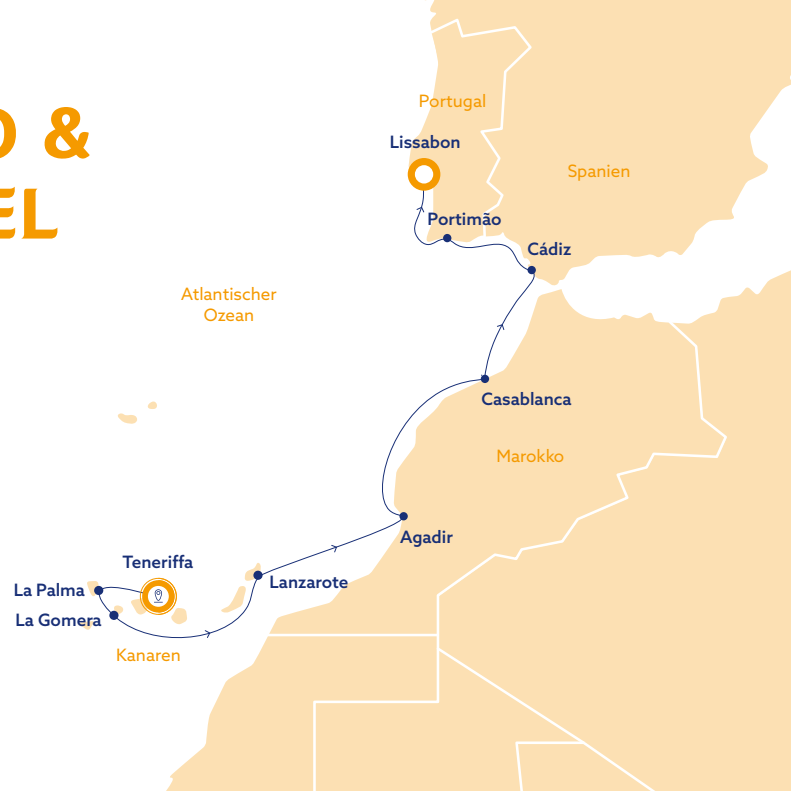 &
EL
Portugal
Lissabon
Spanien
Portimão
Cádiz
Atlantischer
Ozean
Casablanca
Marokko
Agadir
Teneriffa
Lanzarote
La Palma
La Gomera
Kanaren